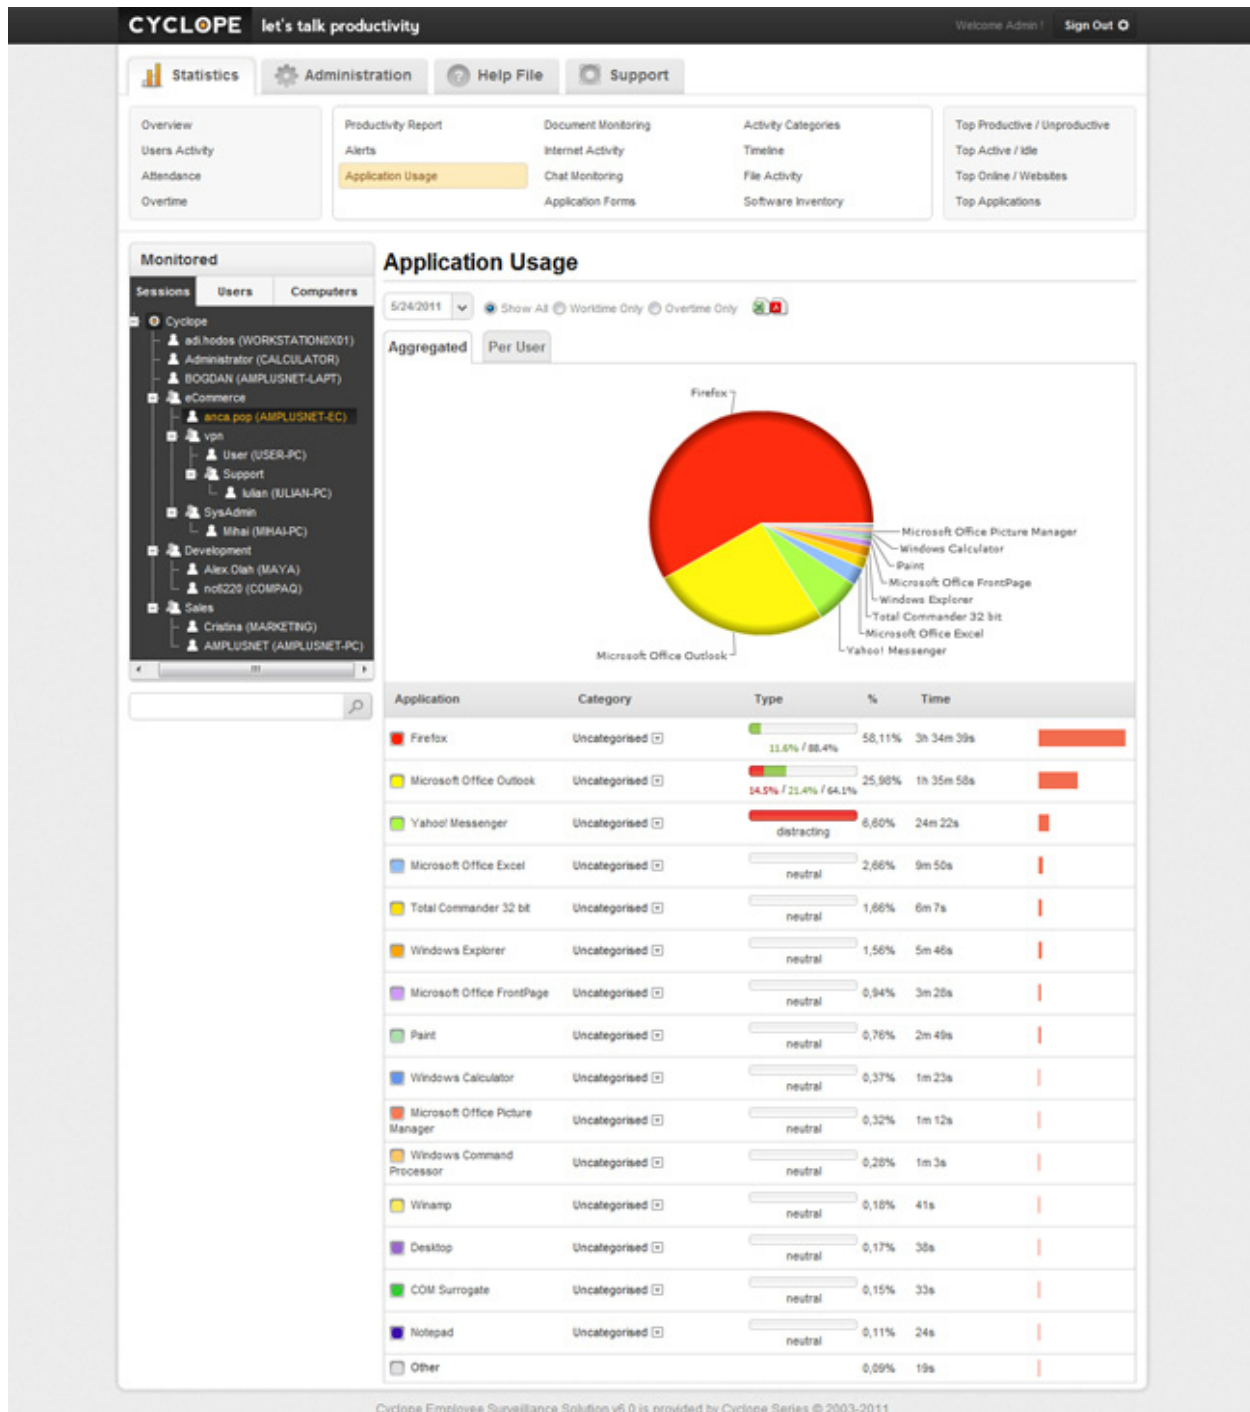 CYCLOPE let's talk productivity
Welcome Admin ! Sign Out
Statistics Administration Help File Support
Overview Productivity Report Document Monitoring Activity Categories Top Productive / Unproductive
Users Activity Alerts Internet Activity Timeline Top Active / Idle
Attendance Application Usage Chat Monitoring File Activity Top Online / Websites
Overtime Application Forms Software Inventory Top Applications
Monitored
Sessions Users Computers
Cyclope
adi.hodos (WORKSTATION0X01)
Administrator (CALCULATOR)
BOGDAN (AMPLUSNET-LAPT)
eCommerce
anca.pop (AMPLUSNET-EC)
vpn
User (USER-PC)
Support
Iulian (IULIAN-PC)
SysAdmin
Mihai (MIHAI-PC)
Development
Alex.Olah (MAYA)
nc6220 (COMPAQ)
Sales
Cristina (MARKETING)
AMPLUSNET (AMPLUSNET-PC)
Application Usage
5/24/2011 Show All Worktime Only Overtime Only
Aggregated Per User
Firefox
Microsoft Office Picture Manager
Windows Calculator
Paint
Microsoft Office FrontPage
Windows Explorer
Total Commander 32 bit
Microsoft Office Excel
Yahoo! Messenger
Microsoft Office Outlook
Application Category Type % Time
Firefox Uncategorised 11.6% / 88.4% 58,11% 3h 34m 39s
Microsoft Office Outlook Uncategorised 14.5% / 21.4% / 64.1% 25,98% 1h 35m 58s
Yahoo! Messenger Uncategorised distracting 6,60% 24m 22s
Microsoft Office Excel Uncategorised neutral 2,66% 9m 50s
Total Commander 32 bit Uncategorised neutral 1,66% 6m 7s
Windows Explorer Uncategorised neutral 1,56% 5m 46s
Microsoft Office FrontPage Uncategorised neutral 0,94% 3m 28s
Paint Uncategorised neutral 0,76% 2m 49s
Windows Calculator Uncategorised neutral 0,37% 1m 23s
Microsoft Office Picture
Manager Uncategorised neutral 0,32% 1m 12s
Windows Command
Processor Uncategorised neutral 0,28% 1m 3s
Winamp Uncategorised neutral 0,18% 41s
Desktop Uncategorised neutral 0,17% 38s
COM Surrogate Uncategorised neutral 0,15% 33s
Notepad Uncategorised neutral 0,11% 24s
Other 0,09% 19s
Cyclope Employee Surveillance Solution v6.0 is provided by Cyclope Series © 2003-2011